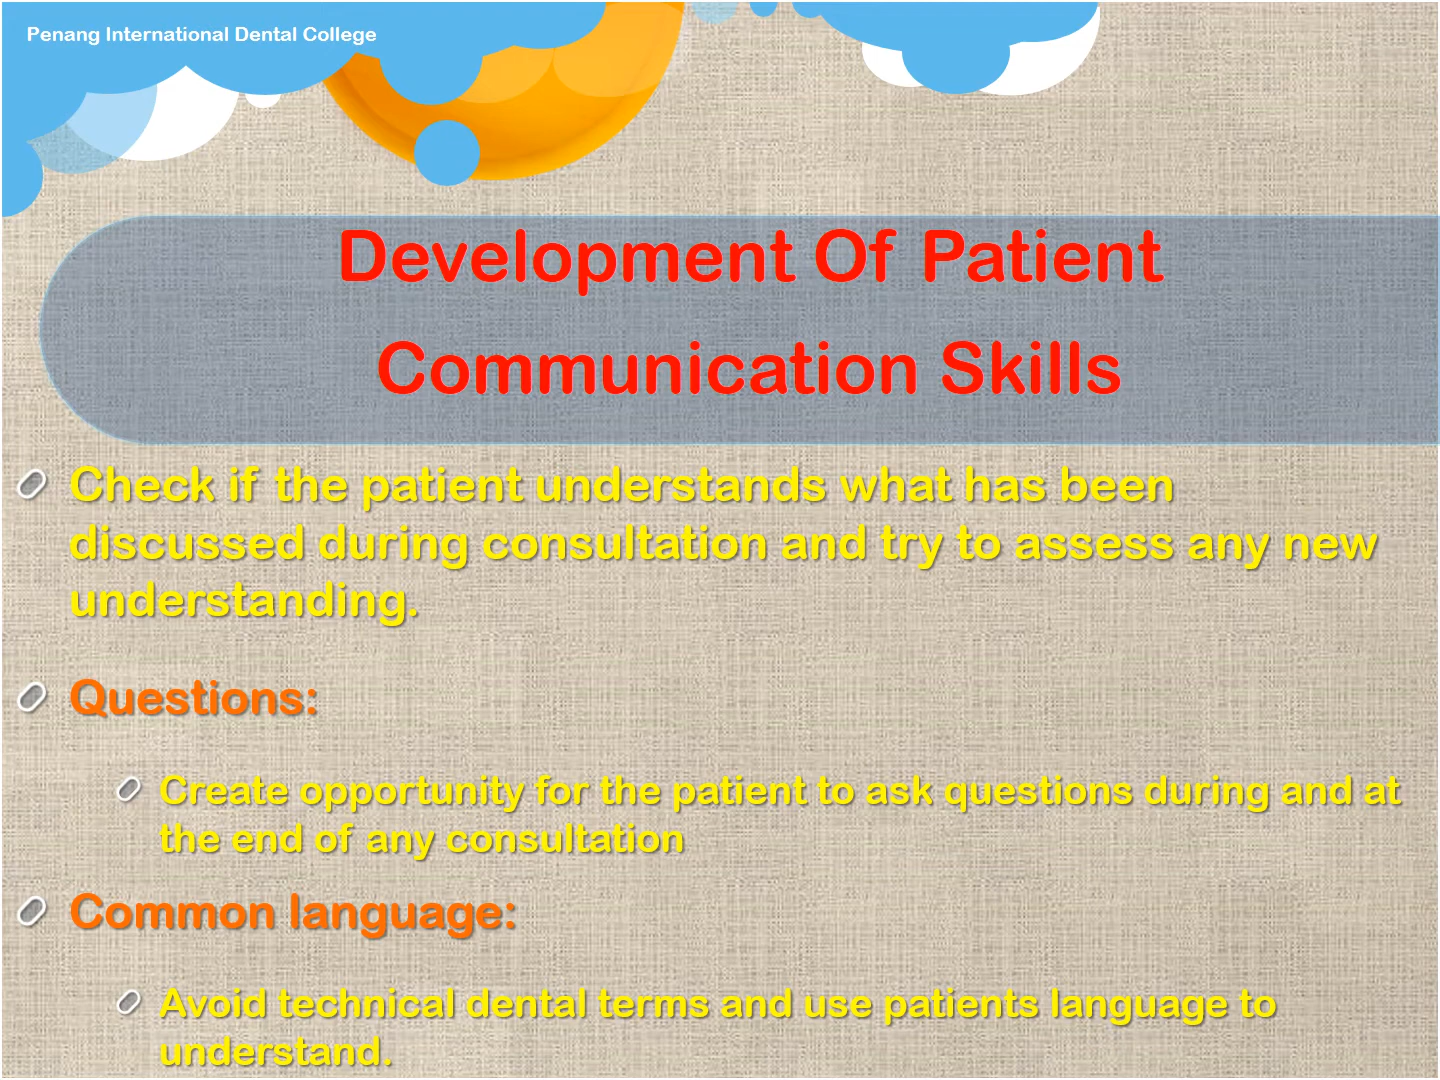 Penang International Dental College
Development Of Patient
Communication Skills
Check if the patient understands what has been
discussed during consultation and try to assess any new
understanding.
Questions:
Create opportunity for the patient to ask questions during and at
the end of any consultation
Common language:
Avoid technical dental terms and use patients language to
understand.